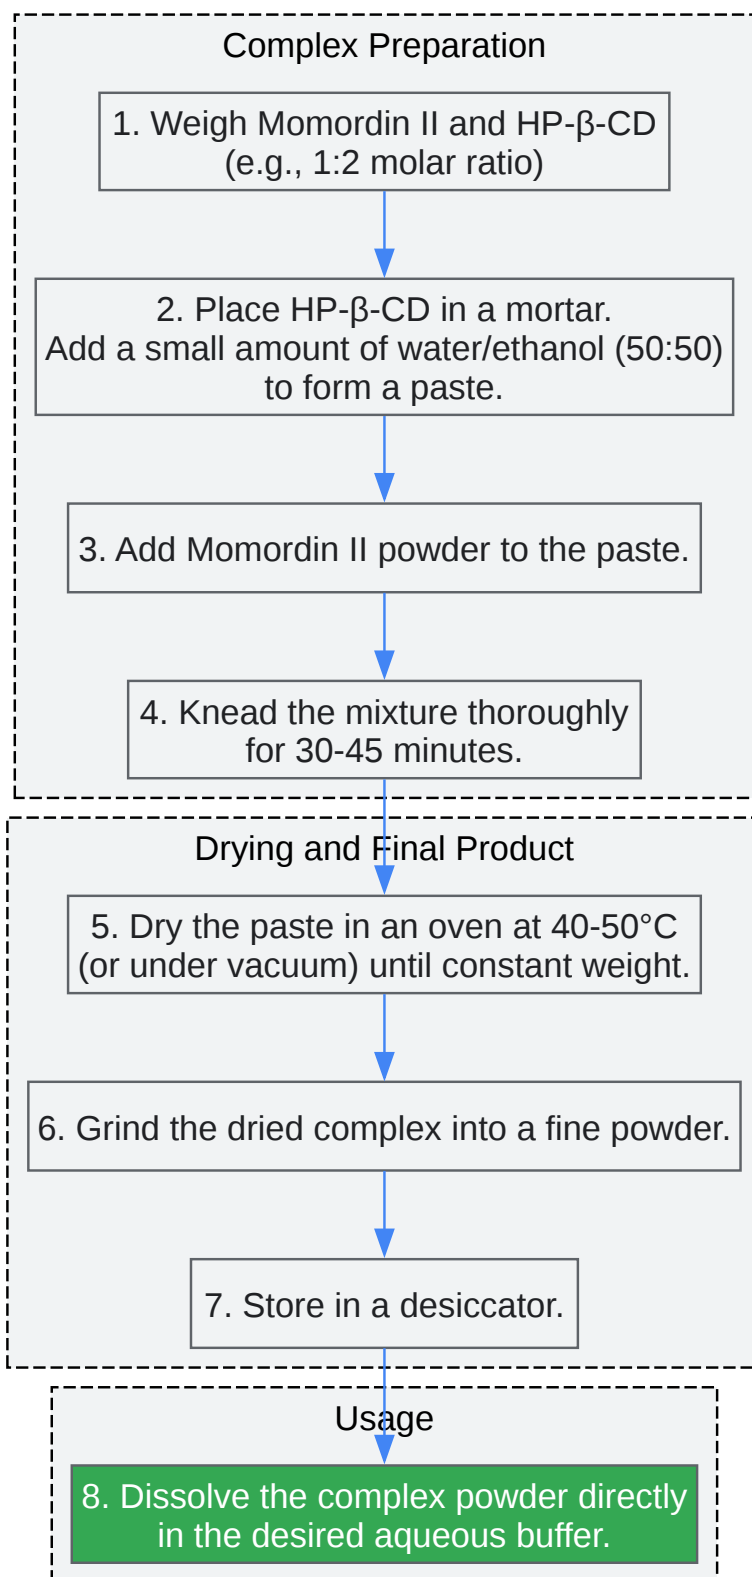 Complex Preparation
1. Weigh Momordin II and HP-β-CD
(e.g., 1:2 molar ratio)
2. Place HP-β-CD in a mortar.
Add a small amount of water/ethanol (50:50)
to form a paste.
3. Add Momordin II powder to the paste.
4. Knead the mixture thoroughly
for 30-45 minutes.
Drying and Final Product
5. Dry the paste in an oven at 40-50°C
(or under vacuum) until constant weight.
6. Grind the dried complex into a fine powder.
7. Store in a desiccator.
Usage
8. Dissolve the complex powder directly
in the desired aqueous buffer.